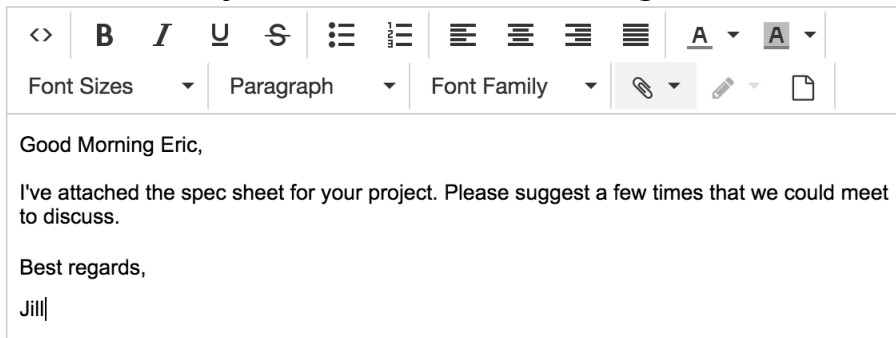 <> B I U S A A
Font Sizes Paragraph Font Family
Good Morning Eric,
I've attached the spec sheet for your project. Please suggest a few times that we could meet
to discuss.
Best regards,
Jill